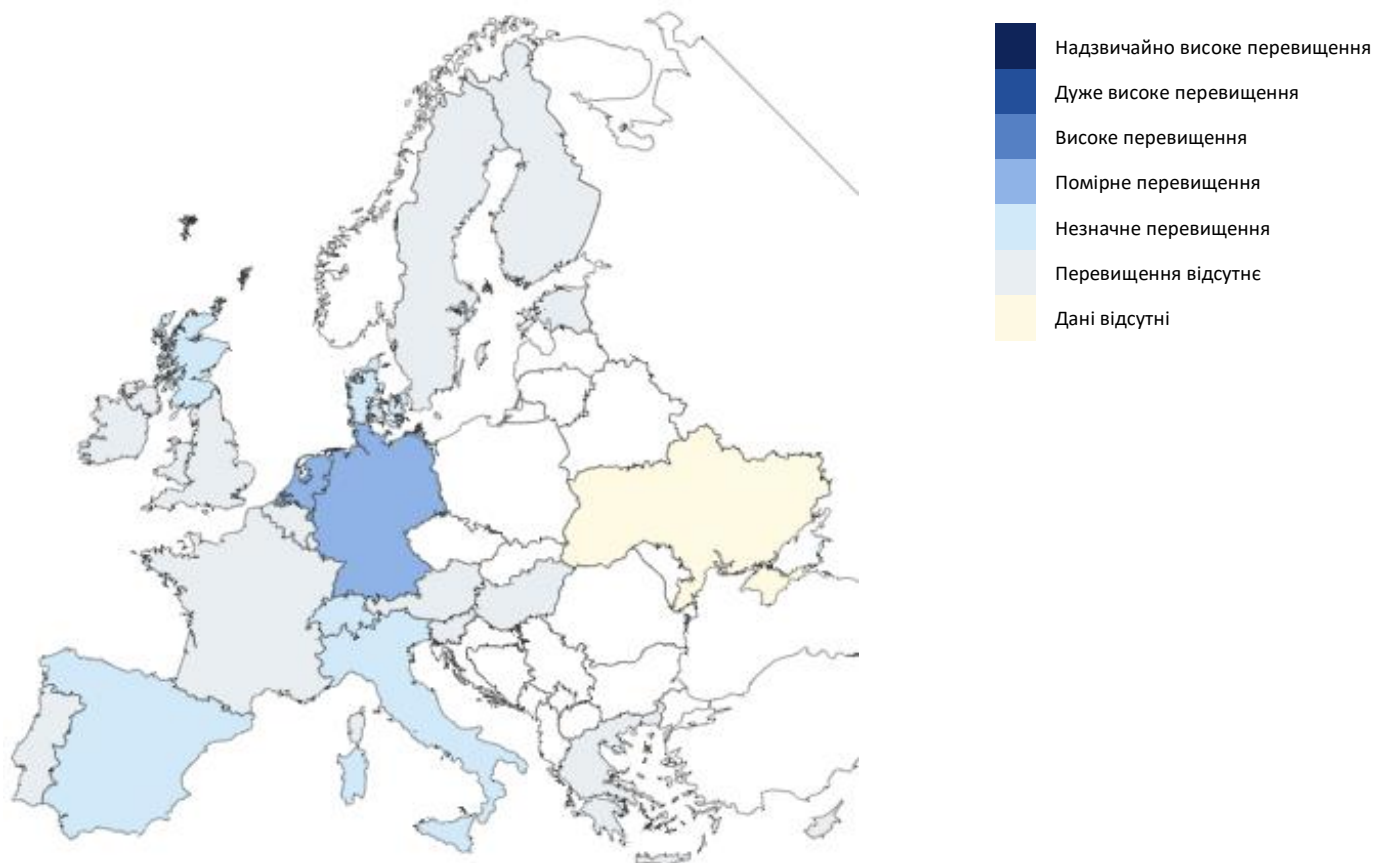 Надзвичайно високе перевищення
Дуже високе перевищення
Високе перевищення
Помірне перевищення
Незначне перевищення
Перевищення відсутнє
Дані відсутні